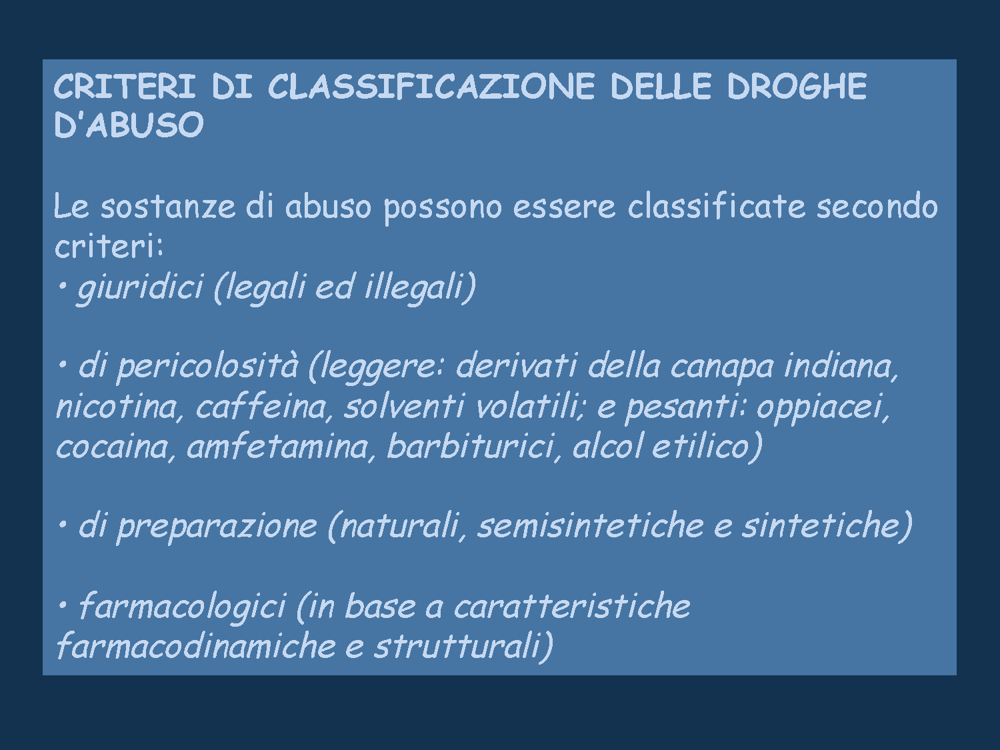 CRITERI DI CLASSIFICAZIONE DELLE DROGHE
D’ABUSO
Le sostanze di abuso possono essere classificate secondo
criteri:
• giuridici (legali ed illegali)
• di pericolosità (leggere: derivati della canapa indiana,
nicotina, caffeina, solventi volatili; e pesanti: oppiacei,
cocaina, amfetamina, barbiturici, alcol etilico)
• di preparazione (naturali, semisintetiche e sintetiche)
• farmacologici (in base a caratteristiche
farmacodinamiche e strutturali)